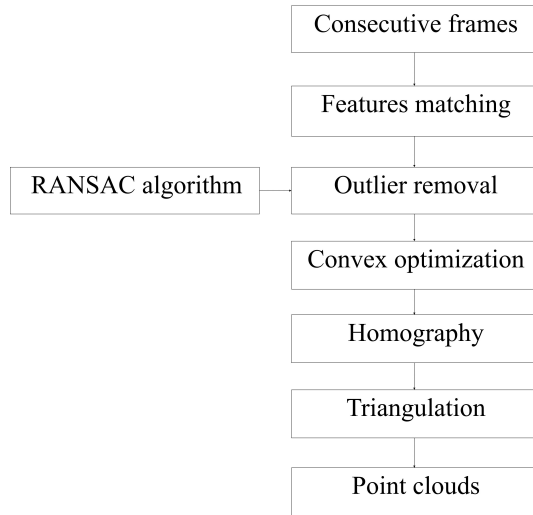 Consecutive frames
Features matching
RANSAC algorithm
Outlier removal
Convex optimization
Homography
Triangulation
Point clouds